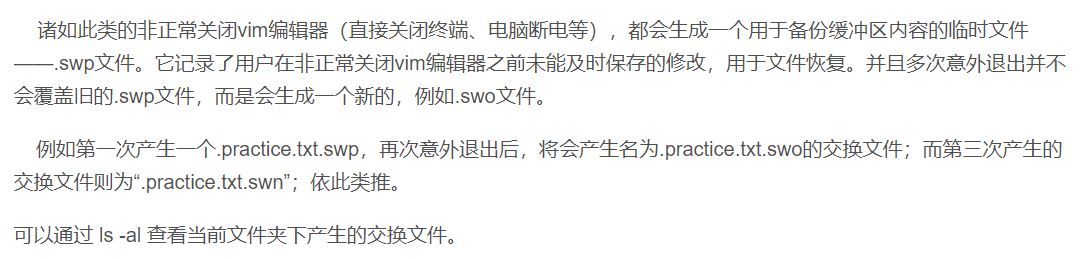 诸如此类的非正常关闭vim编辑器（直接关闭终端、电脑断电等），都会生成一个用于备份缓冲区内容的临时文件
——.swp文件。它记录了用户在非正常关闭vim编辑器之前未能及时保存的修改，用于文件恢复。并且多次意外退出并不
会覆盖旧的.swp文件，而是会生成一个新的，例如.swo文件。
例如第一次产生一个.practice.txt.swp，再次意外退出后，将会产生名为.practice.txt.swo的交换文件；而第三次产生的
交换文件则为“.practice.txt.swn”；依此类推。
可以通过 ls -al 查看当前文件夹下产生的交换文件。